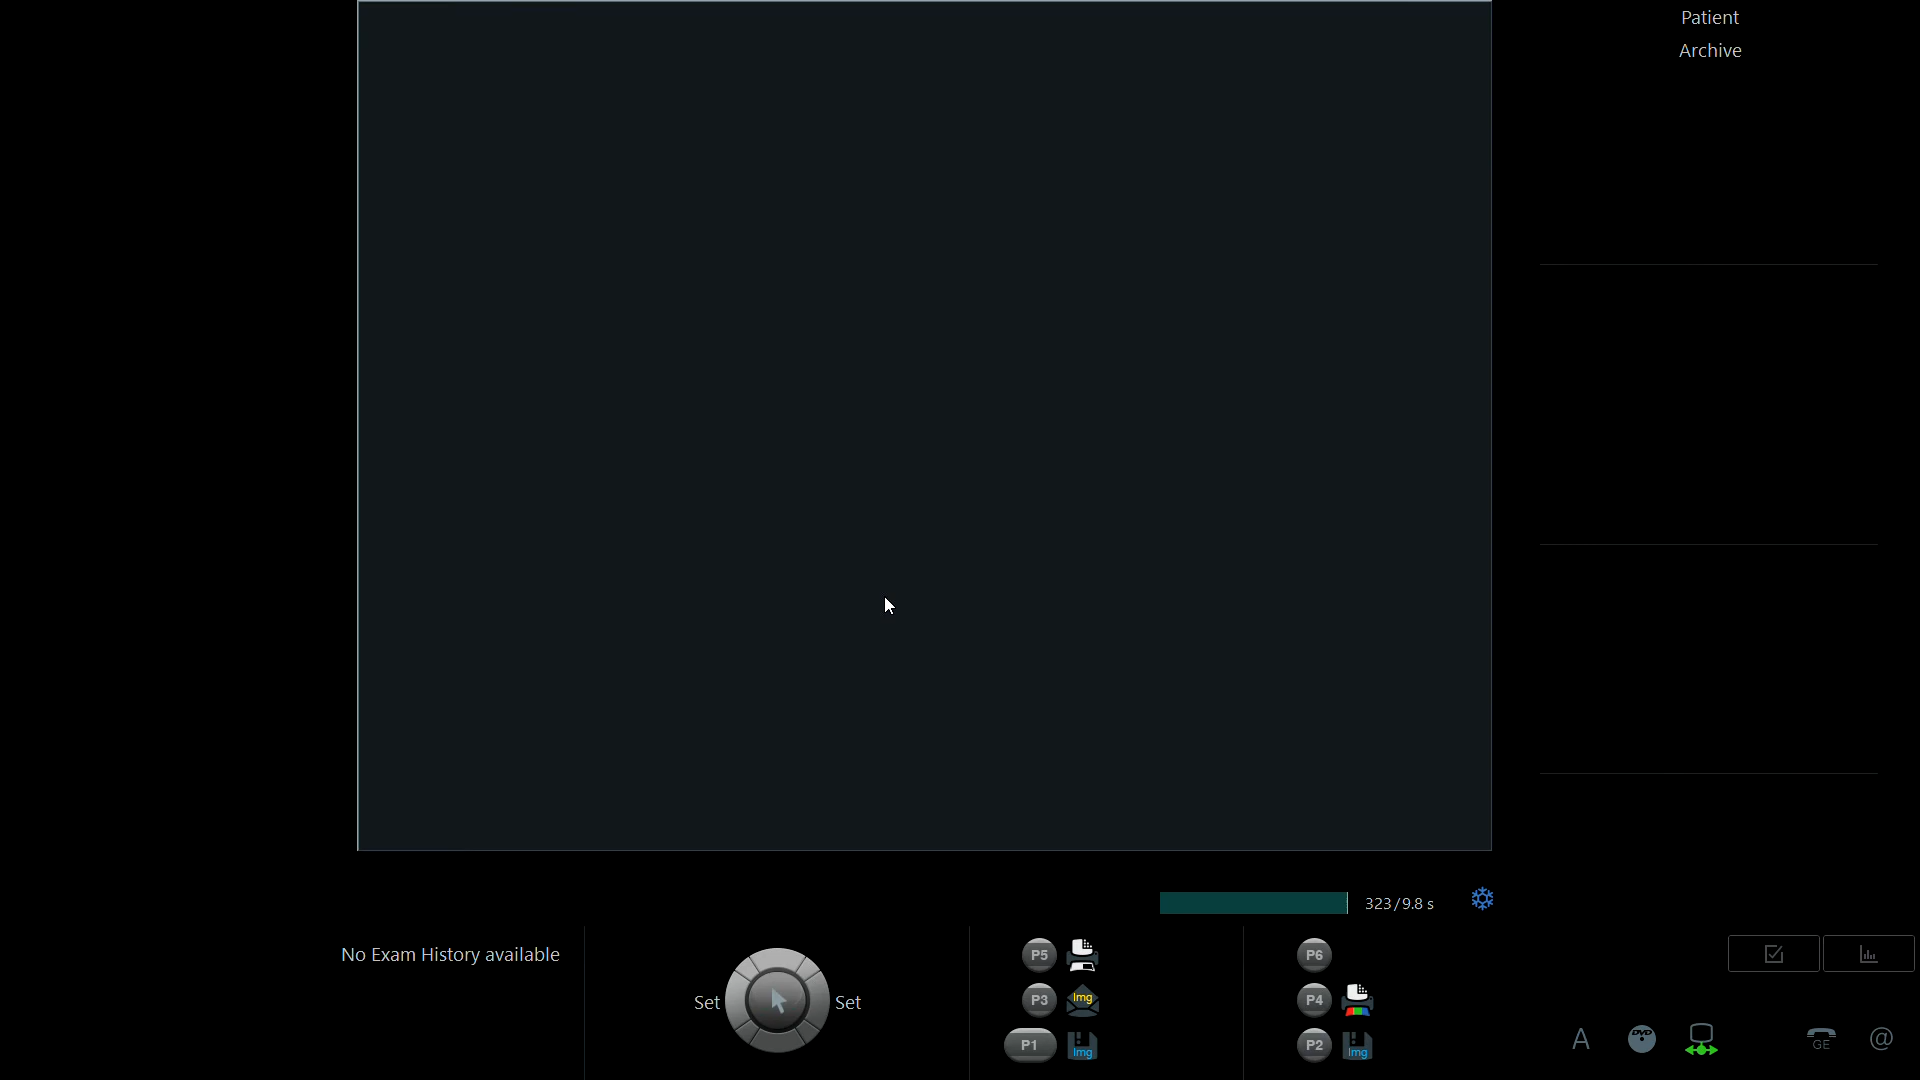 Patient
Archive
323/9.8 s
No Exam History available
Set
Set
P5
P3
Img
P1
Img
P6
P4
P2
Img
A
DVD
GE
@